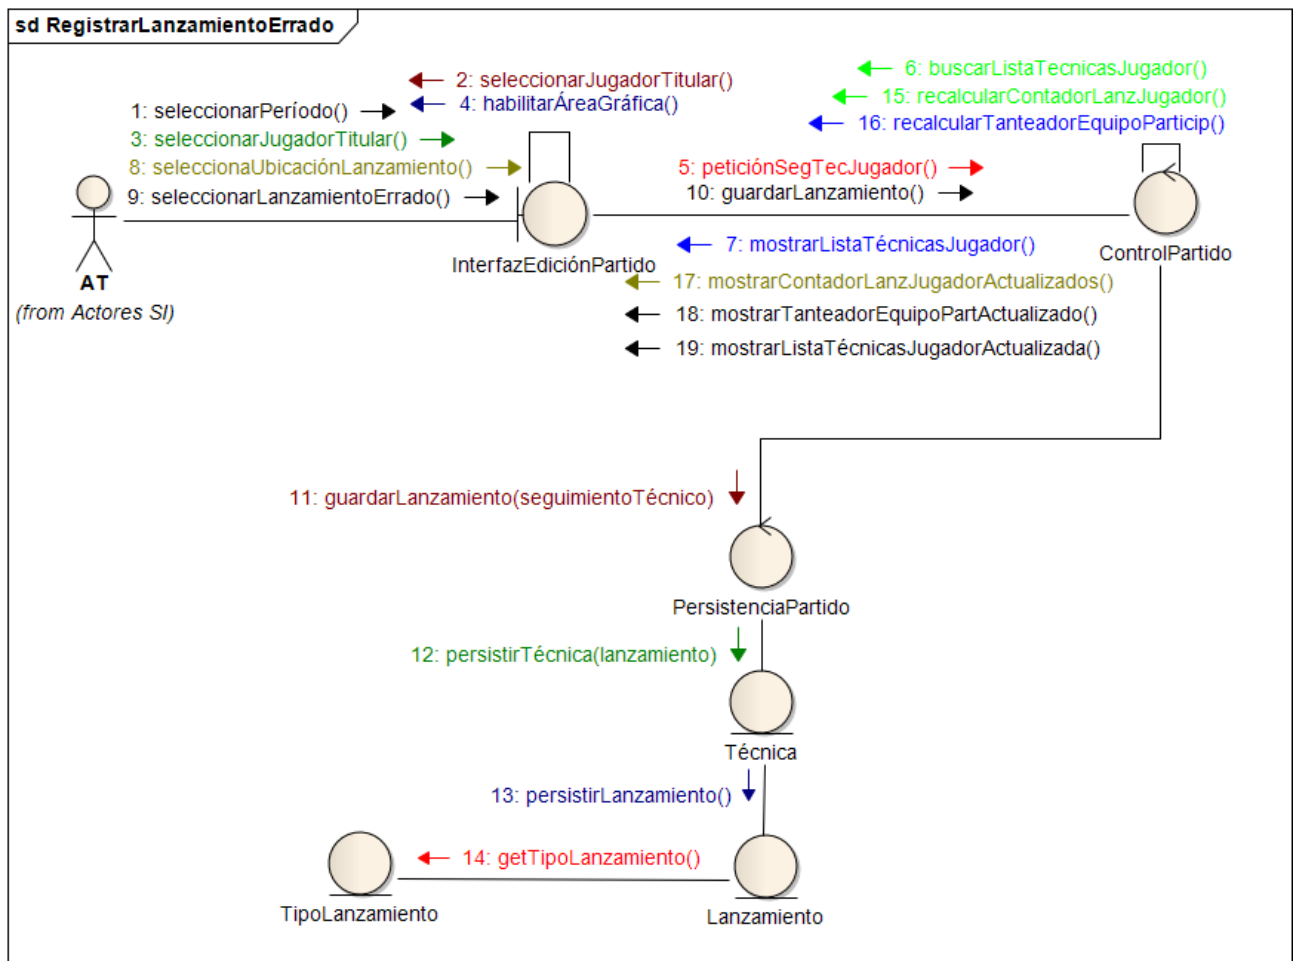 sd RegistrarLanzamientoErrado
2: seleccionarJugadorTitular()
4: habilitarÁreaGráfica()
1: seleccionarPeríodo()
3: seleccionarJugadorTitular()
8: seleccionaUbicaciónLanzamiento()
9: seleccionarLanzamientoErrado()
6: buscarListaTecnicasJugador()
15: recalcularContadorLanzJugador()
16: recalcularTanteadorEquipoParticip()
5: peticiónSegTecJugador()
10: guardarLanzamiento()
AT
(from Actores SI)
InterfazEdiciónPartido
ControlPartido
7: mostrarListaTécnicasJugador()
17: mostrarContadorLanzJugadorActualizados()
18: mostrarTanteadorEquipoPartActualizado()
19: mostrarListaTécnicasJugadorActualizada()
11: guardarLanzamiento(seguimientoTécnico)
PersistenciaPartido
12: persistirTécnica(lanzamiento)
Técnica
13: persistirLanzamiento()
14: getTipoLanzamiento()
TipoLanzamiento
Lanzamiento